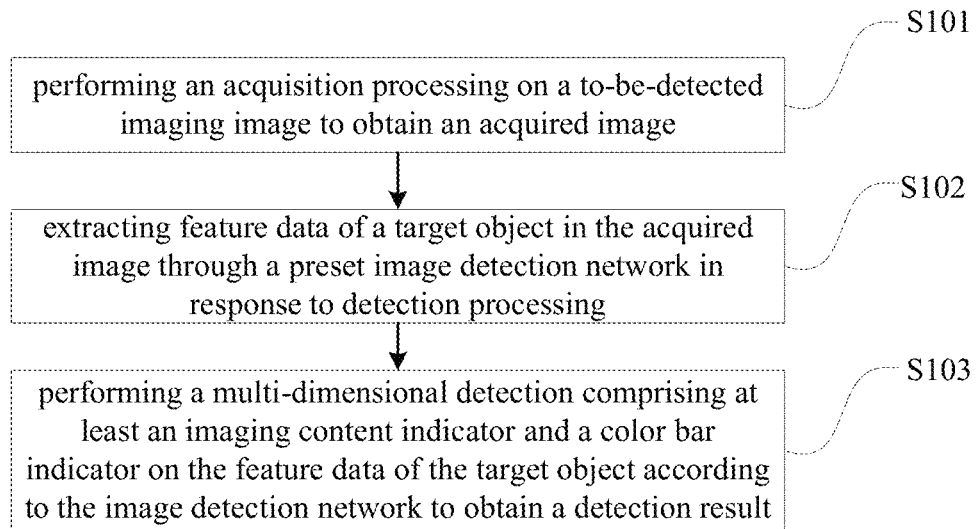 S101
performing an acquisition processing on a to-be-detected
imaging image to obtain an acquired image
S102
extracting feature data of a target object in the acquired
image through a preset image detection network in
response to detection processing
S103
performing a multi-dimensional detection comprising at
least an imaging content indicator and a color bar
indicator on the feature data of the target object according
to the image detection network to obtain a detection result